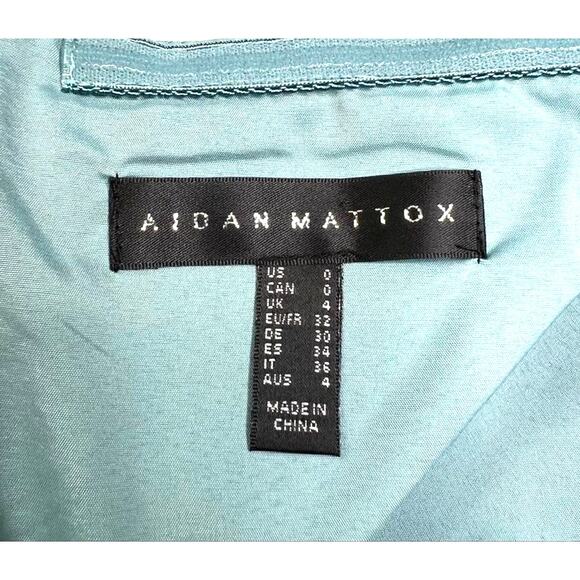 AIDAN MATTOX
US 0
CAN 0
UK 4
EU/FR 32
DE 30
ES 34
IT 36
AUS 4
MADE IN
CHINA